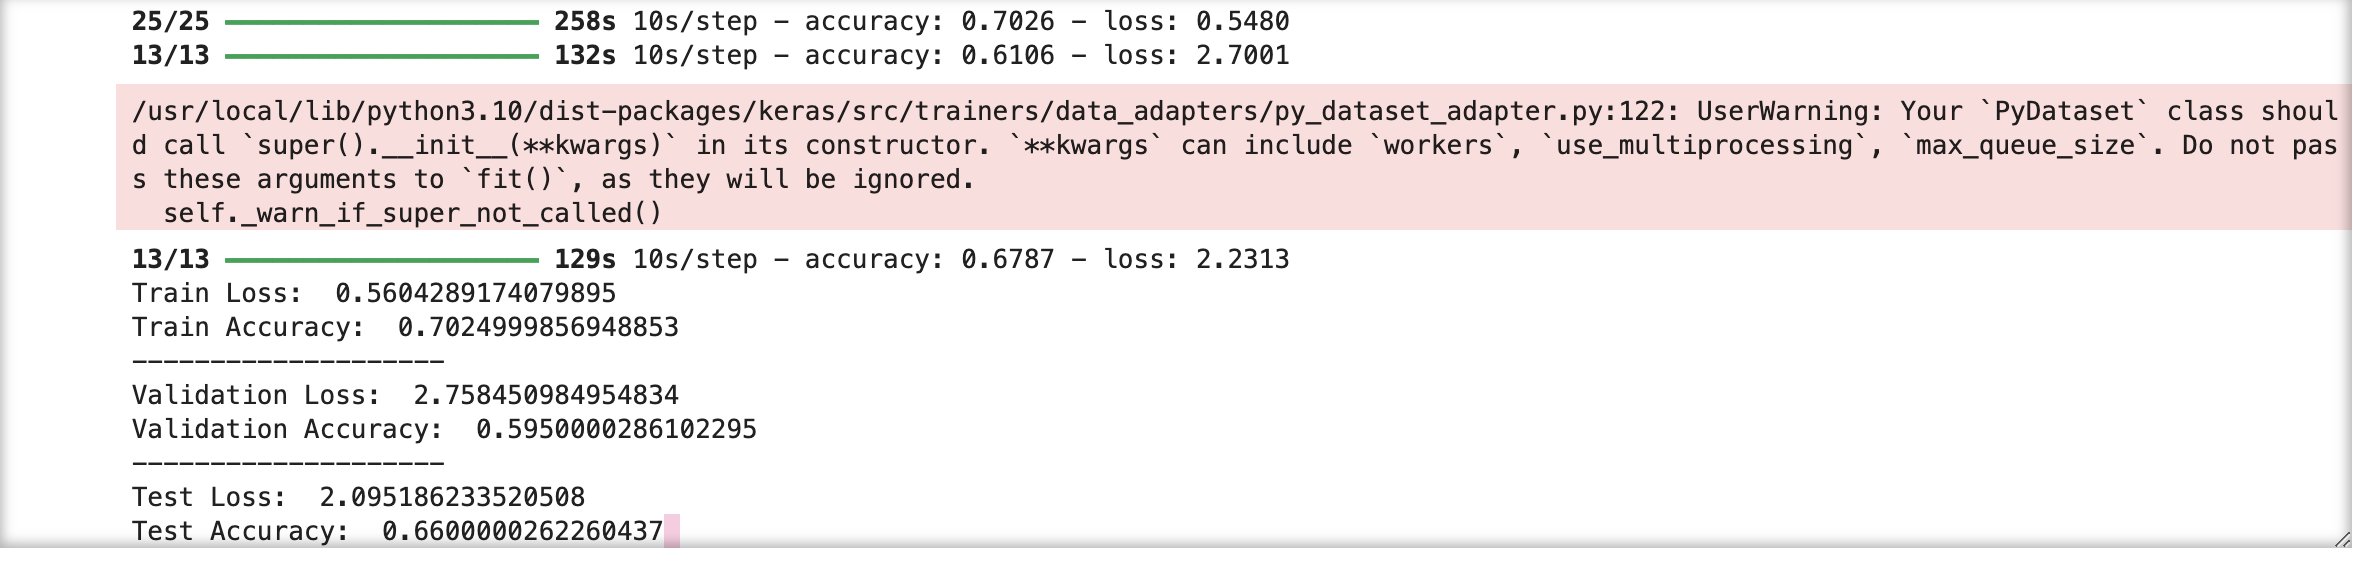 25/25 ━━━━━━━━━━━━━━━━━━━━ 258s 10s/step - accuracy: 0.7026 - loss: 0.5480
13/13 ━━━━━━━━━━━━━━━━━━━━ 132s 10s/step - accuracy: 0.6106 - loss: 2.7001
/usr/local/lib/python3.10/dist-packages/keras/src/trainers/data_adapters/py_dataset_adapter.py:122: UserWarning: Your `PyDataset` class shoul
d call `super().__init__(**kwargs)` in its constructor. `**kwargs` can include `workers`, `use_multiprocessing`, `max_queue_size`. Do not pas
s these arguments to `fit()`, as they will be ignored.
  self._warn_if_super_not_called()
13/13 ━━━━━━━━━━━━━━━━━━━━ 129s 10s/step - accuracy: 0.6787 - loss: 2.2313
Train Loss:  0.5604289174079895
Train Accuracy:  0.7024999856948853
--------------------
Validation Loss:  2.758450984954834
Validation Accuracy:  0.5950000286102295
--------------------
Test Loss:  2.095186233520508
Test Accuracy:  0.6600000262260437